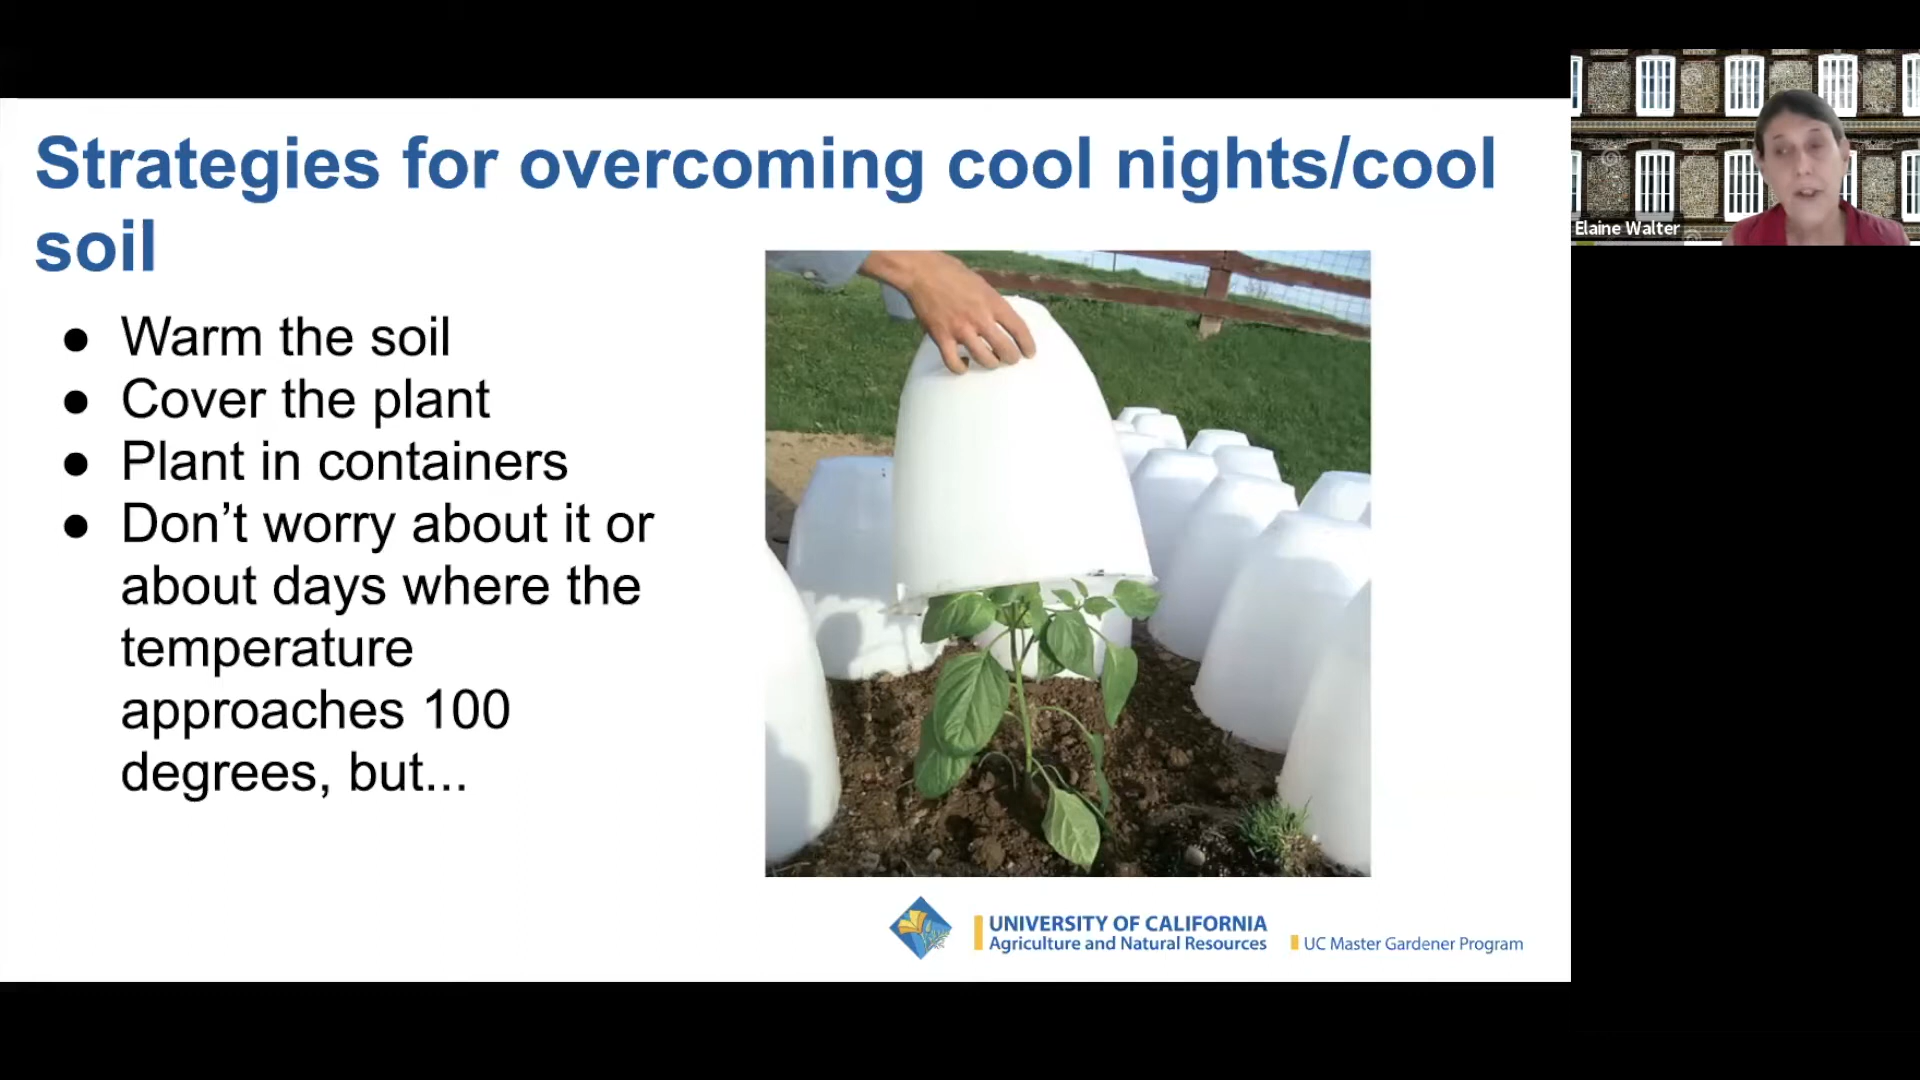 Strategies for overcoming cool nights/cool
soil
● Warm the soil
● Cover the plant
● Plant in containers
● Don’t worry about it or
about days where the
temperature
approaches 100
degrees, but...
UNIVERSITY OF CALIFORNIA
Agriculture and Natural Resources
UC Master Gardener Program
Elaine Walter